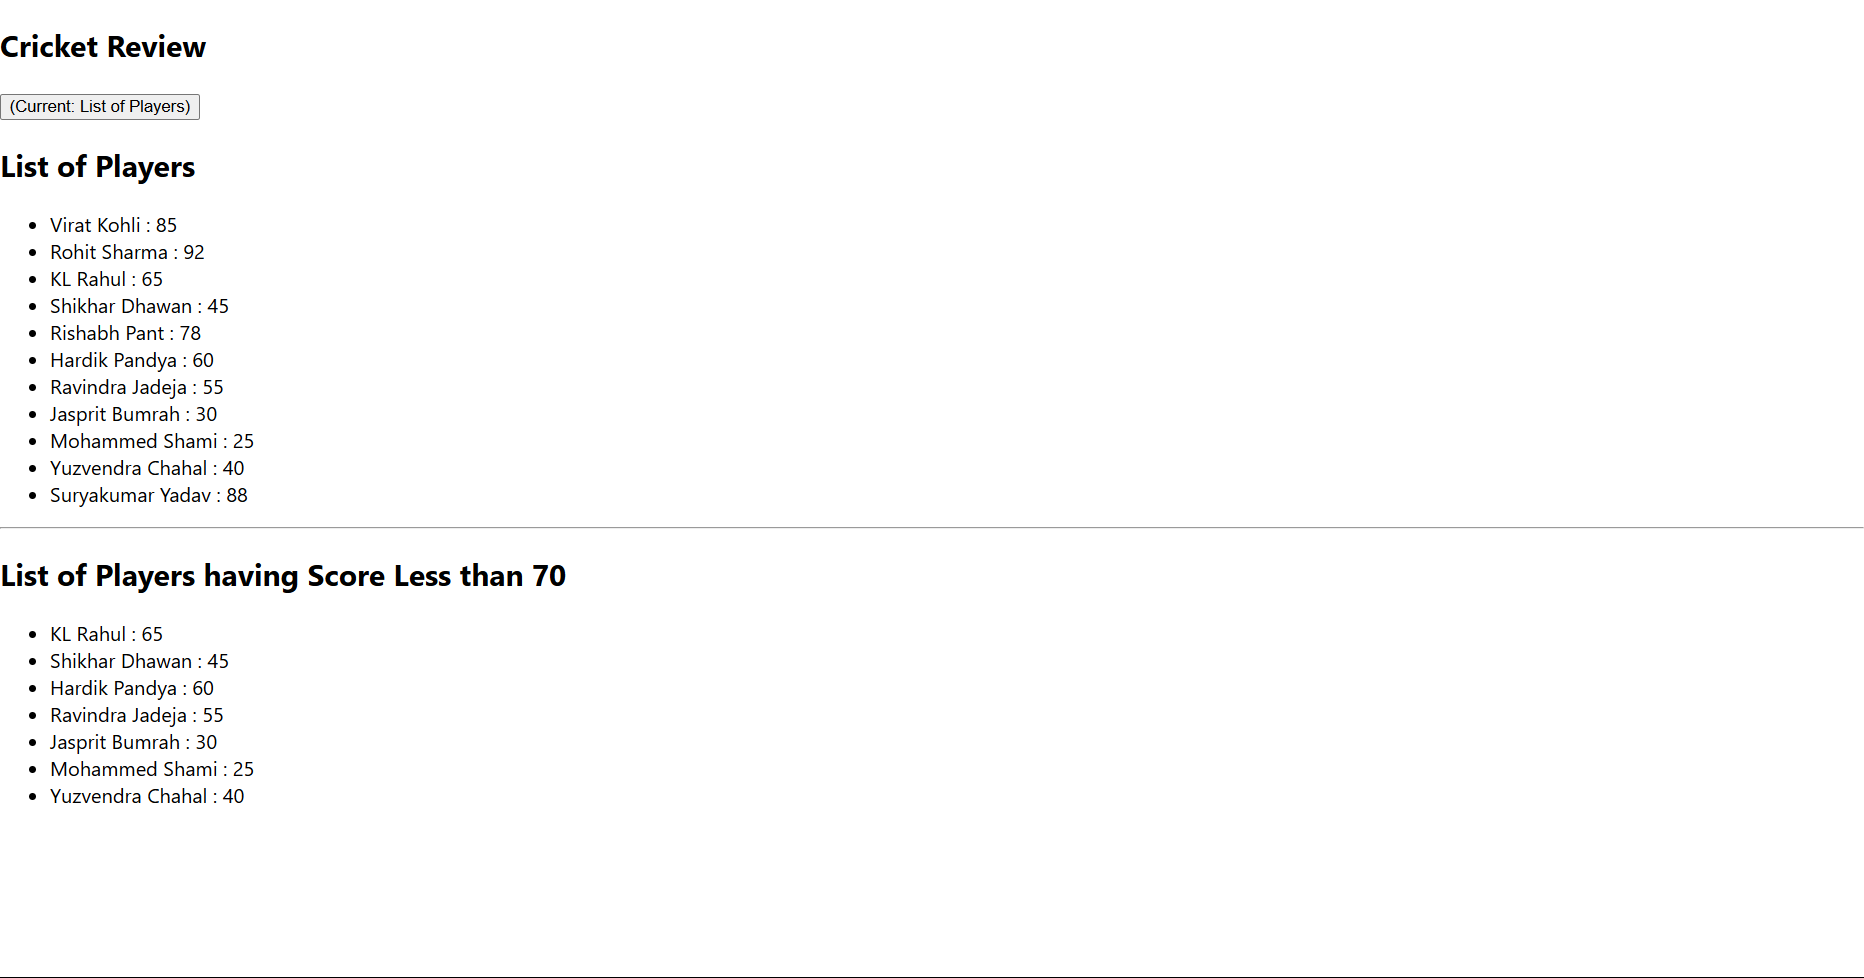 Cricket Review
(Current: List of Players)
List of Players
Virat Kohli : 85
Rohit Sharma : 92
KL Rahul : 65
Shikhar Dhawan : 45
Rishabh Pant : 78
Hardik Pandya : 60
Ravindra Jadeja : 55
Jasprit Bumrah : 30
Mohammed Shami : 25
Yuzvendra Chahal : 40
Suryakumar Yadav : 88
List of Players having Score Less than 70
KL Rahul : 65
Shikhar Dhawan : 45
Hardik Pandya : 60
Ravindra Jadeja : 55
Jasprit Bumrah : 30
Mohammed Shami : 25
Yuzvendra Chahal : 40